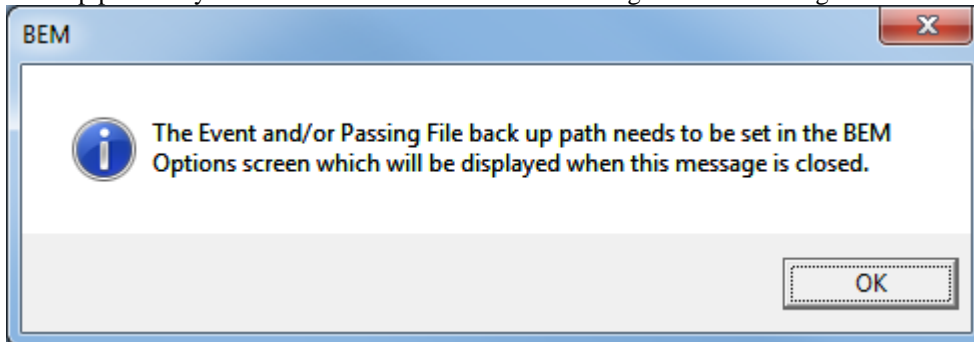 BEM
The Event and/or Passing File back up path needs to be set in the BEM
Options screen which will be displayed when this message is closed.
OK